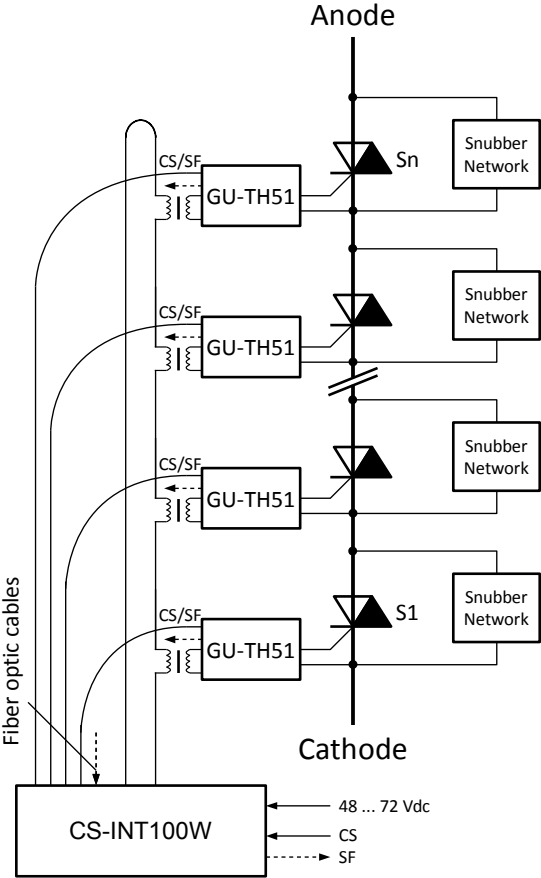 Anode
CS/SF
GU-TH51
Sn
Snubber
Network
CS/SF
GU-TH51
Snubber
Network
CS/SF
GU-TH51
Snubber
Network
CS/SF
GU-TH51
S1
Snubber
Network
Fiber optic cables
Cathode
CS-INT100W
48 ... 72 Vdc
CS
SF